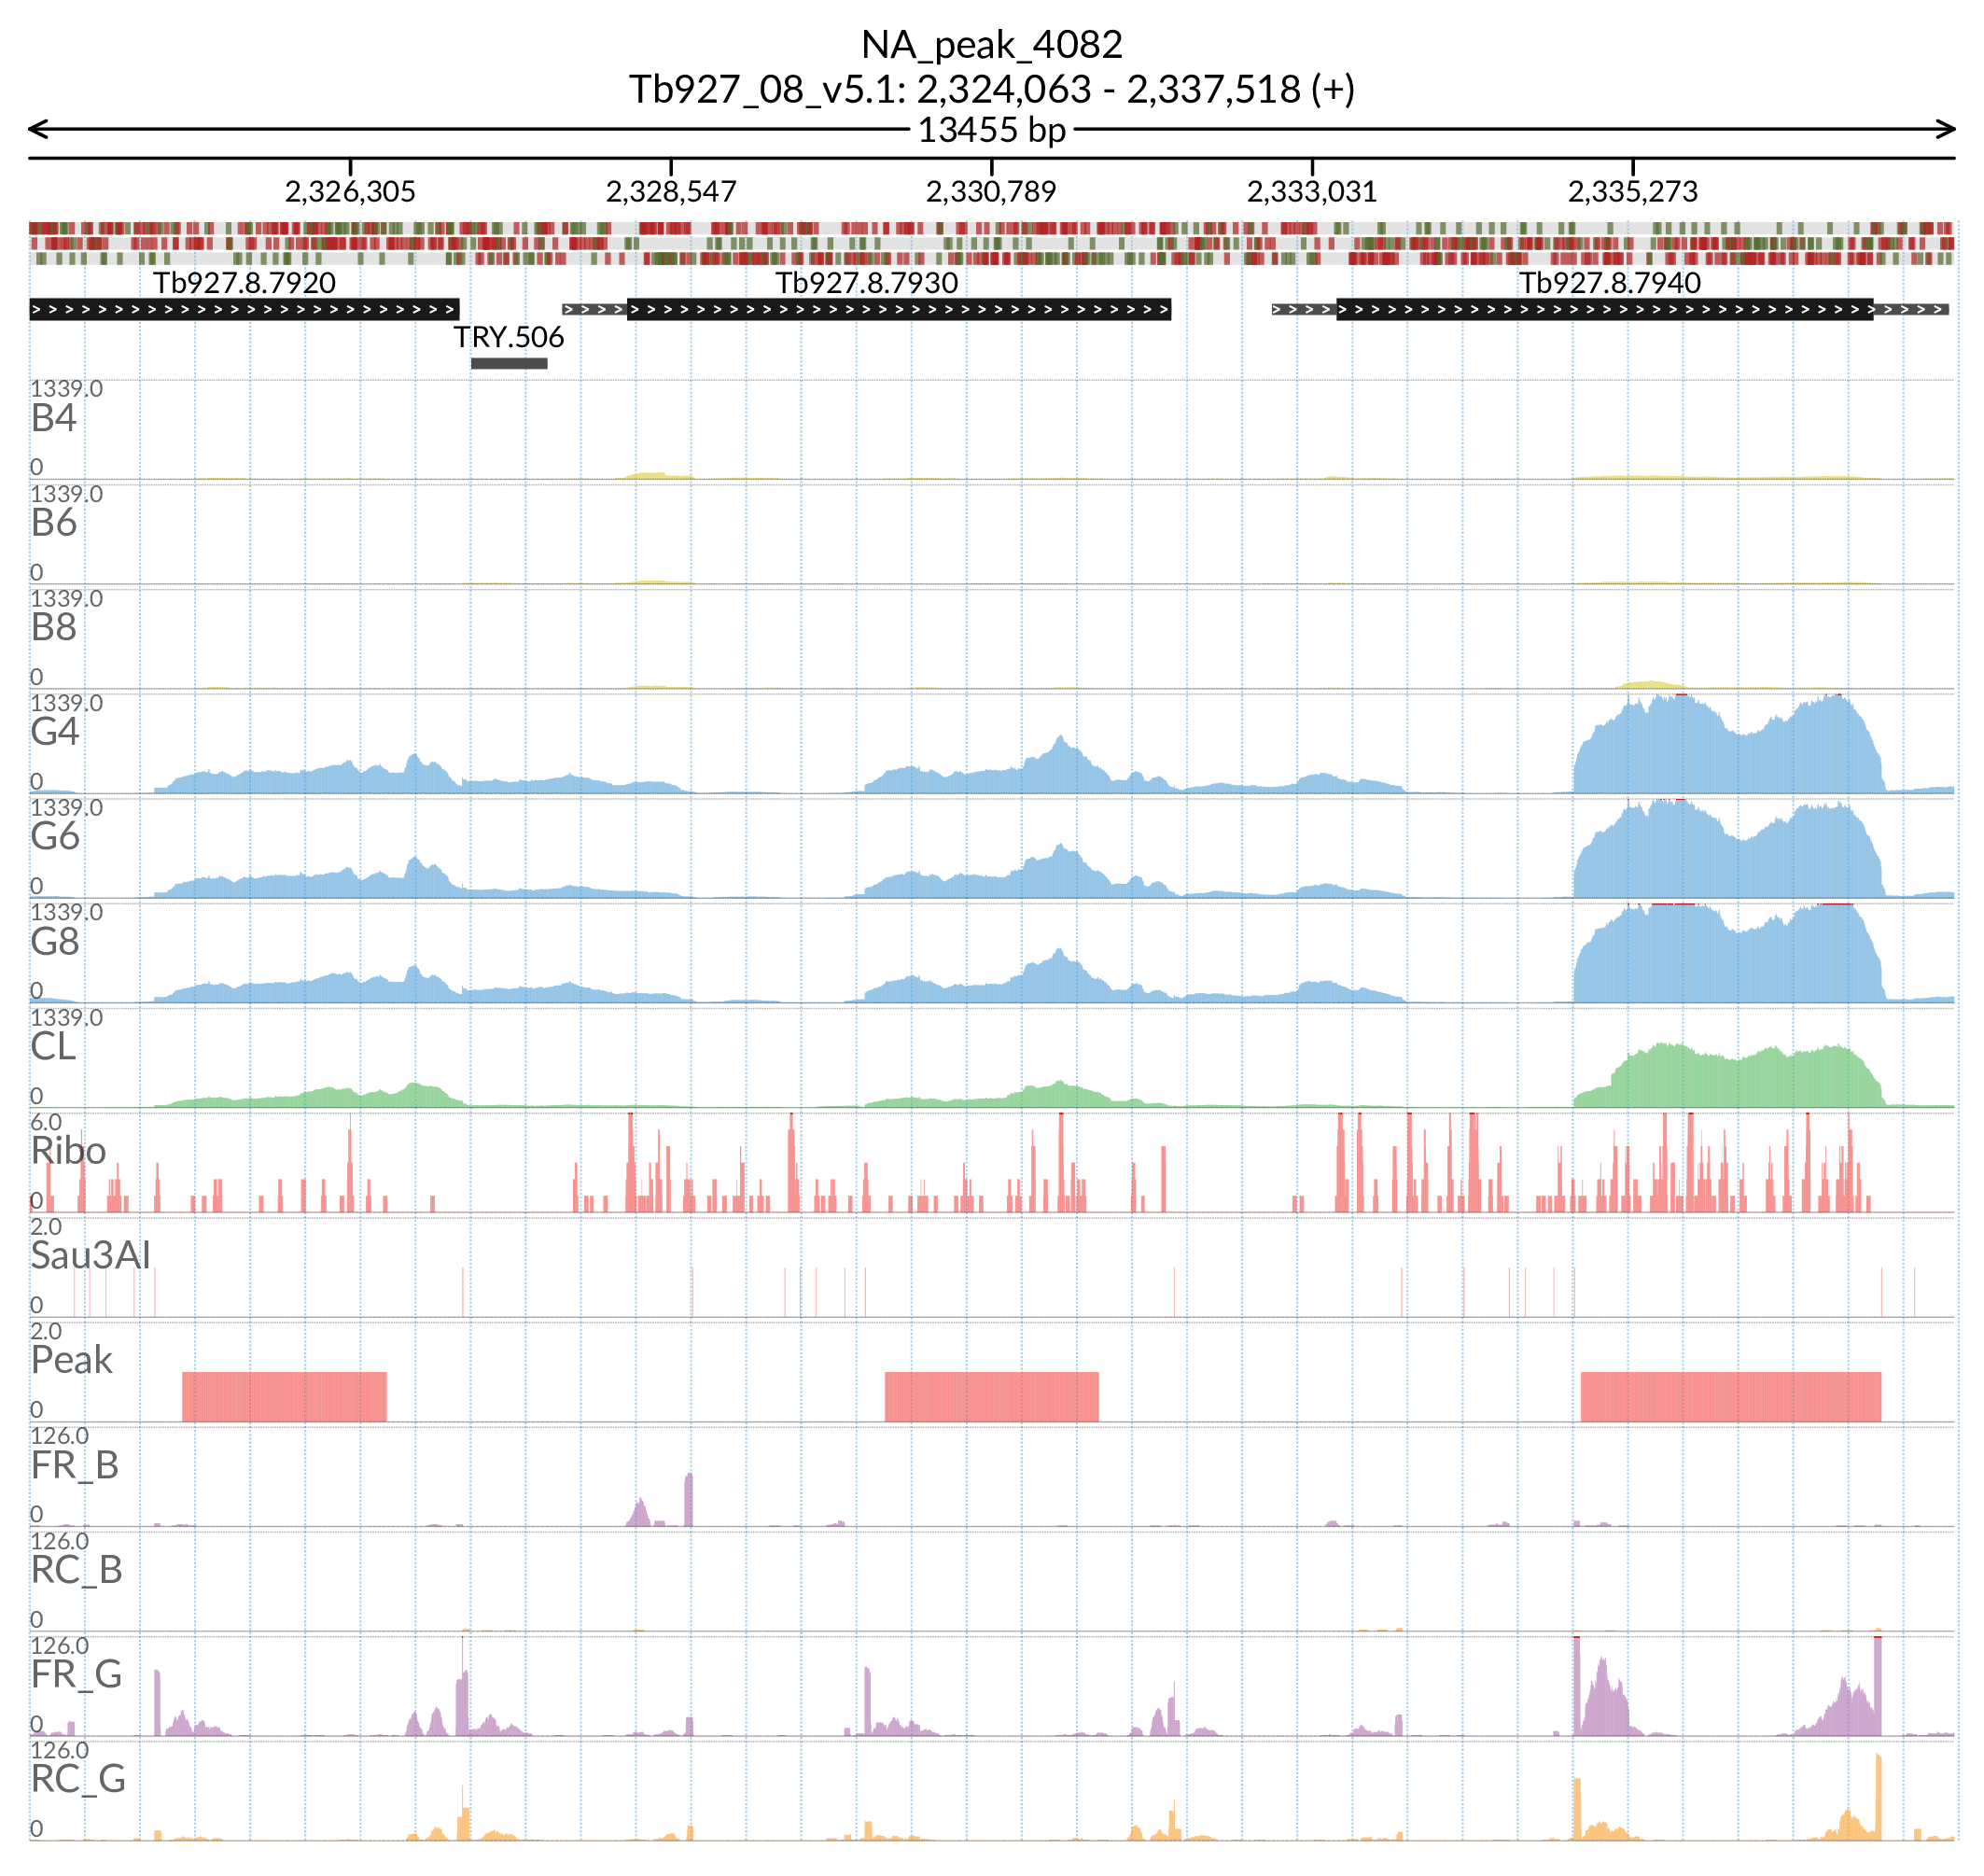 NA_peak_4082
Tb927_08_v5.1: 2,324,063 - 2,337,518 (+)
13455 bp
2,326,305 2,328,547 2,330,789 2,333,031 2,335,273
Tb927.8.7920 Tb927.8.7930 Tb927.8.7940
TRY.506
1339.0
B4
0
1339.0
B6
0
1339.0
B8
0
1339.0
G4
0
1339.0
G6
0
1339.0
G8
0
1339.0
CL
0
6.0
Ribo
0
2.0
Sau3AI
0
2.0
Peak
0
126.0
FR_B
0
126.0
RC_B
0
126.0
FR_G
0
126.0
RC_G
0